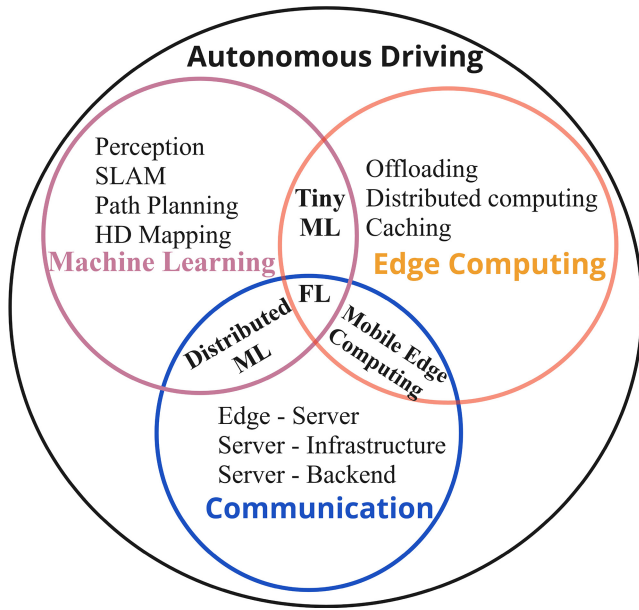 Autonomous Driving
Perception
SLAM
Path Planning
HD Mapping
Machine Learning
Tiny
ML
Offloading
Distributed computing
Caching
Edge Computing
FL
Distributed
ML
Mobile Edge
Computing
Edge - Server
Server - Infrastructure
Server - Backend
Communication